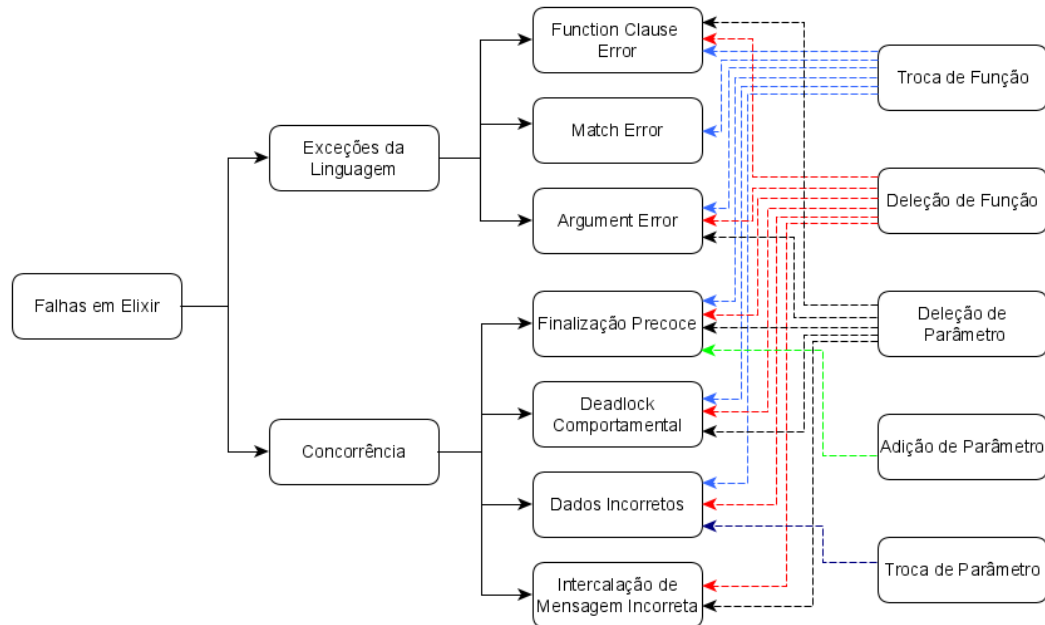 Falhas em Elixir
Exceções da
Linguagem
Concorrência
Function Clause
Error
Match Error
Argument Error
Finalização Precoce
Deadlock
Comportamental
Dados Incorretos
Intercalação de
Mensagem Incorreta
Troca de Função
Deleção de Função
Deleção de
Parâmetro
Adição de Parâmetro
Troca de Parâmetro